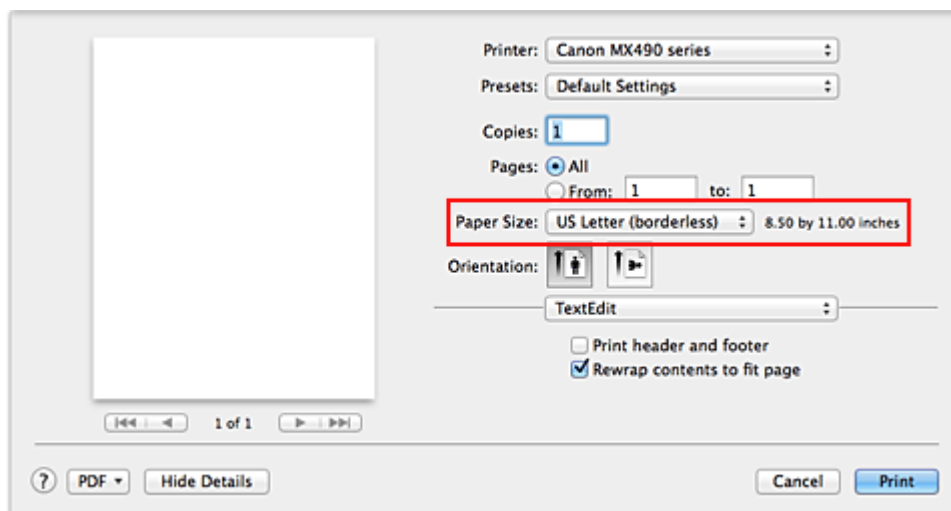 Printer: Canon MX490 series
Presets: Default Settings
Copies: 1
Pages: All
From: 1 to: 1
Paper Size: US Letter (borderless) 8.50 by 11.00 inches
Orientation:
TextEdit
Print header and footer
Rewrap contents to fit page
1 of 1
? PDF Hide Details Cancel Print